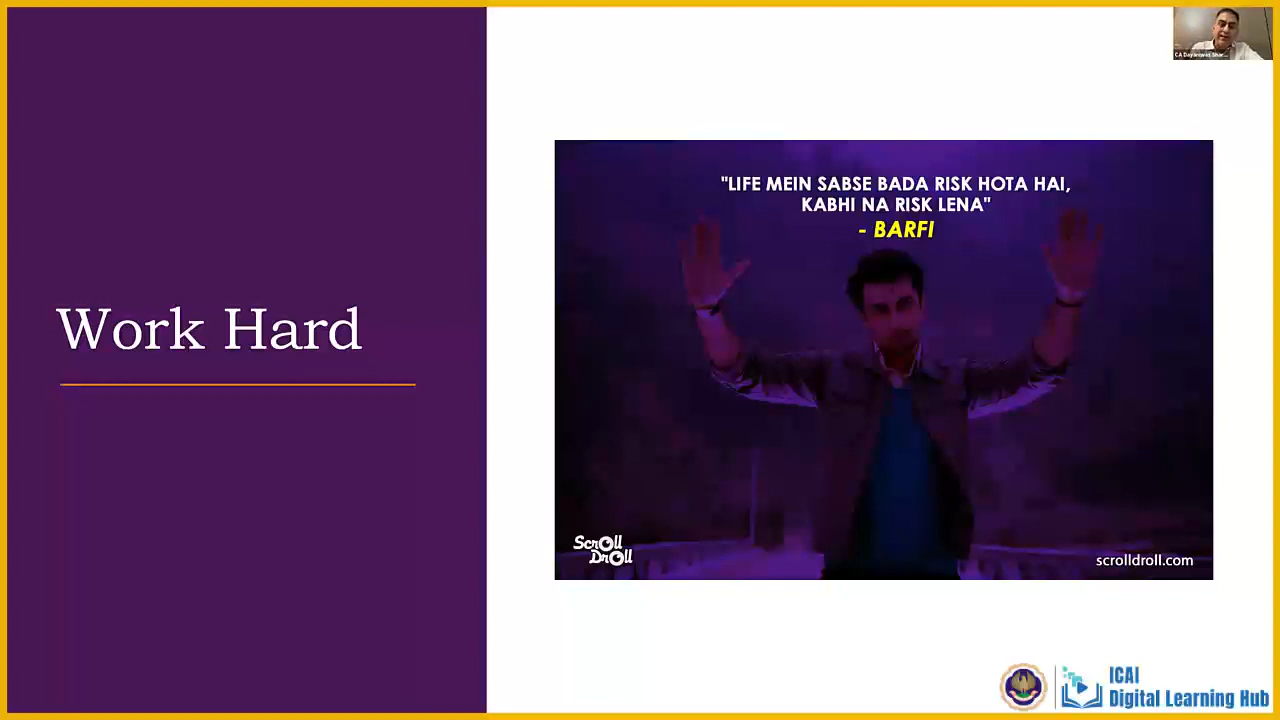 Work Hard
"LIFE MEIN SABSE BADA RISK HOTA HAI,
KABHI NA RISK LENA"
- BARFI
Scroll
Droll
scrolldroll.com
ICAI
Digital Learning Hub